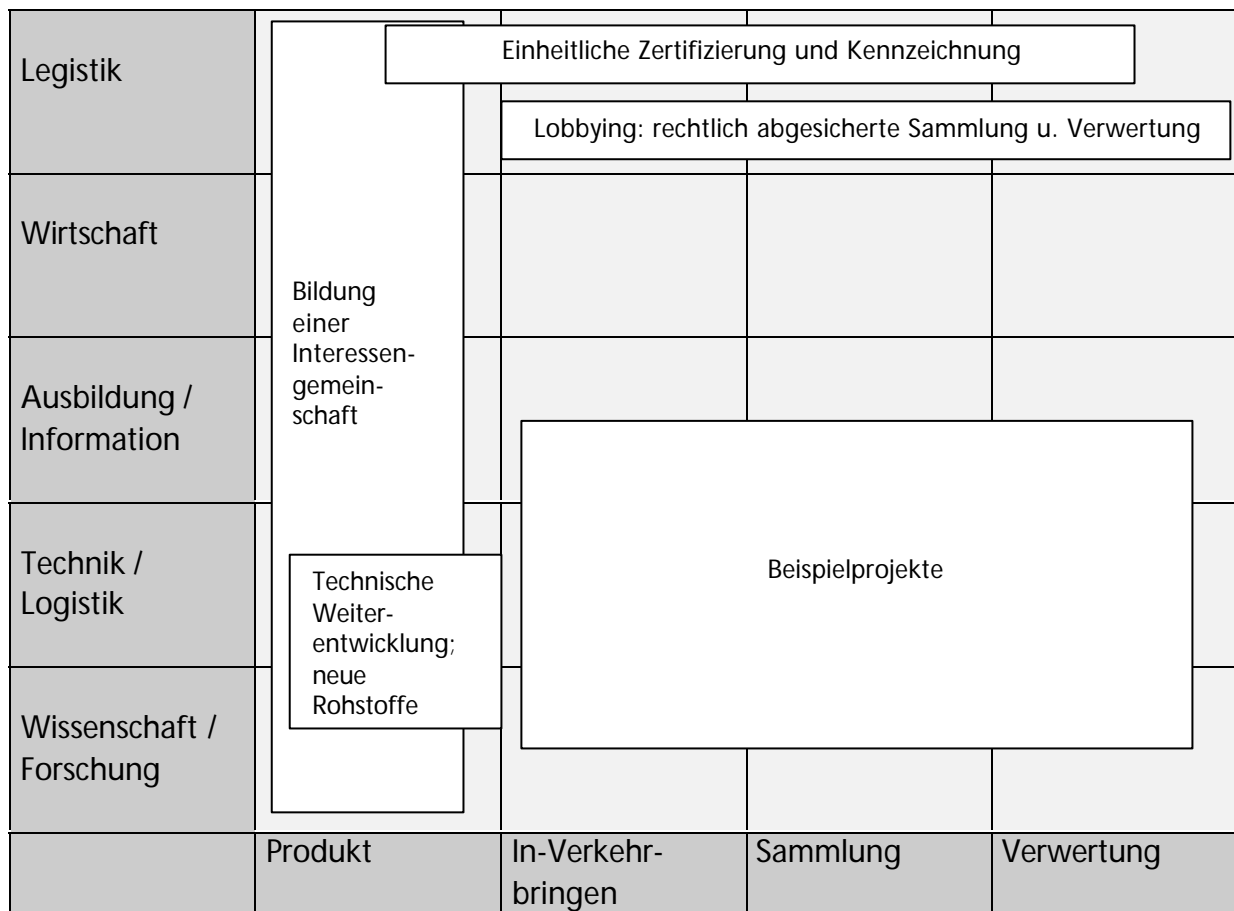 Legistik
Einheitliche Zertifizierung und Kennzeichnung
Lobbying: rechtlich abgesicherte Sammlung u. Verwertung
Wirtschaft
Bildung
einer
Interessen-
gemein-
schaft
Ausbildung /
Information
Technik /
Logistik
Technische
Weiter-
entwicklung;
neue
Rohstoffe
Beispielprojekte
Wissenschaft /
Forschung
Produkt
In-Verkehr-
bringen
Sammlung
Verwertung